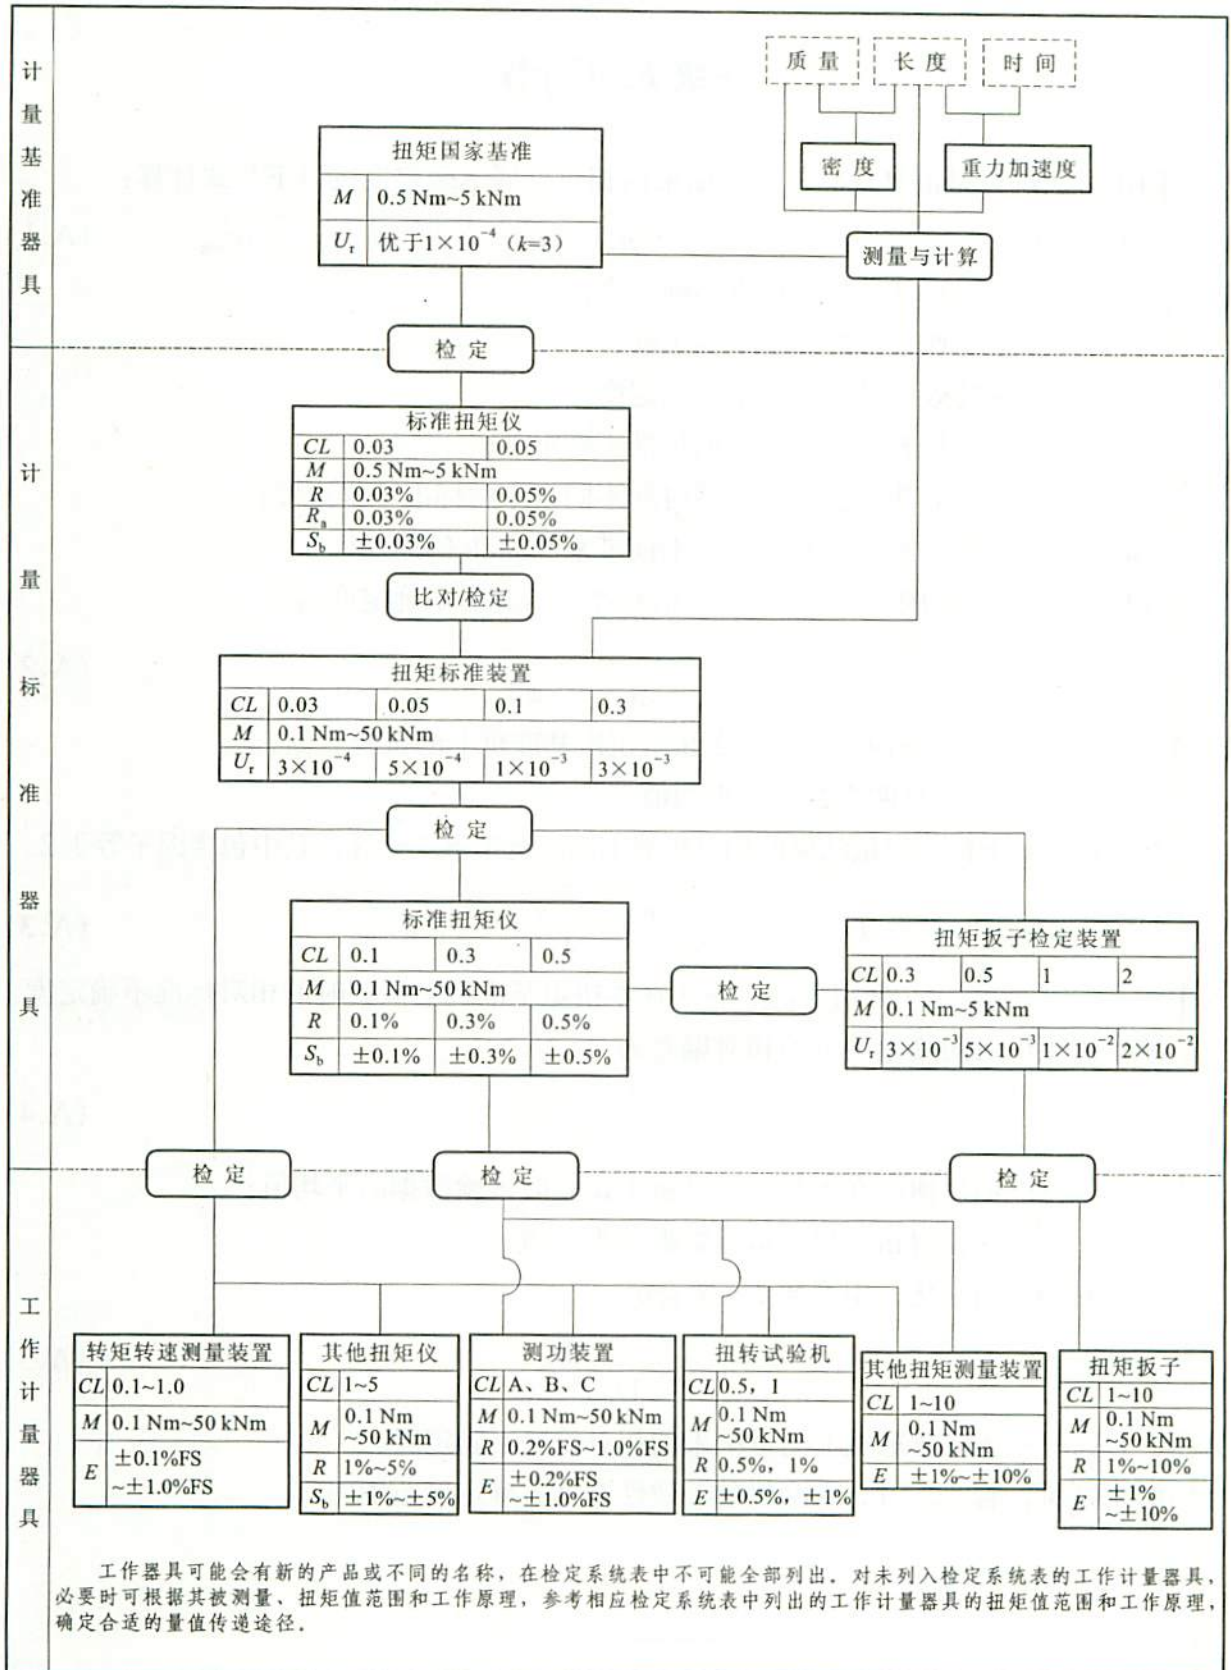 计量基准器具
质量 长度 时间
密度 重力加速度
测量与计算
扭矩国家基准
M 0.5 Nm~5 kNm
Ur 优于1×10⁻⁴（k=3）
检定
计量标准器具
标准扭矩仪
CL 0.03 0.05
M 0.5 Nm~5 kNm
R 0.03% 0.05%
Ra 0.03% 0.05%
Sb ±0.03% ±0.05%
比对/检定
扭矩标准装置
CL 0.03 0.05 0.1 0.3
M 0.1 Nm~50 kNm
Ur 3×10⁻⁴ 5×10⁻⁴ 1×10⁻³ 3×10⁻³
检定
标准扭矩仪
CL 0.1 0.3 0.5
M 0.1 Nm~50 kNm
R 0.1% 0.3% 0.5%
Sb ±0.1% ±0.3% ±0.5%
检定
扭矩扳子检定装置
CL 0.3 0.5 1 2
M 0.1 Nm~5 kNm
Ur 3×10⁻³ 5×10⁻³ 1×10⁻² 2×10⁻²
检定 检定 检定
工作计量器具
转矩转速测量装置
CL 0.1~1.0
M 0.1 Nm~50 kNm
E ±0.1%FS
~±1.0%FS
其他扭矩仪
CL 1~5
M 0.1 Nm
~50 kNm
R 1%~5%
Sb ±1%~±5%
测功装置
CL A、B、C
M 0.1 Nm~50 kNm
R 0.2%FS~1.0%FS
E ±0.2%FS
~±1.0%FS
扭转试验机
CL 0.5，1
M 0.1 Nm
~50 kNm
R 0.5%，1%
E ±0.5%，±1%
其他扭矩测量装置
CL 1~10
M 0.1 Nm
~50 kNm
E ±1%~±10%
扭矩扳子
CL 1~10
M 0.1 Nm
~50 kNm
R 1%~10%
E ±1%
~±10%
工作器具可能会有新的产品或不同的名称，在检定系统表中不可能全部列出。对未列入检定系统表的工作计量器具，
必要时可根据其被测量、扭矩值范围和工作原理，参考相应检定系统表中列出的工作计量器具的扭矩值范围和工作原理，
确定合适的量值传递途径。